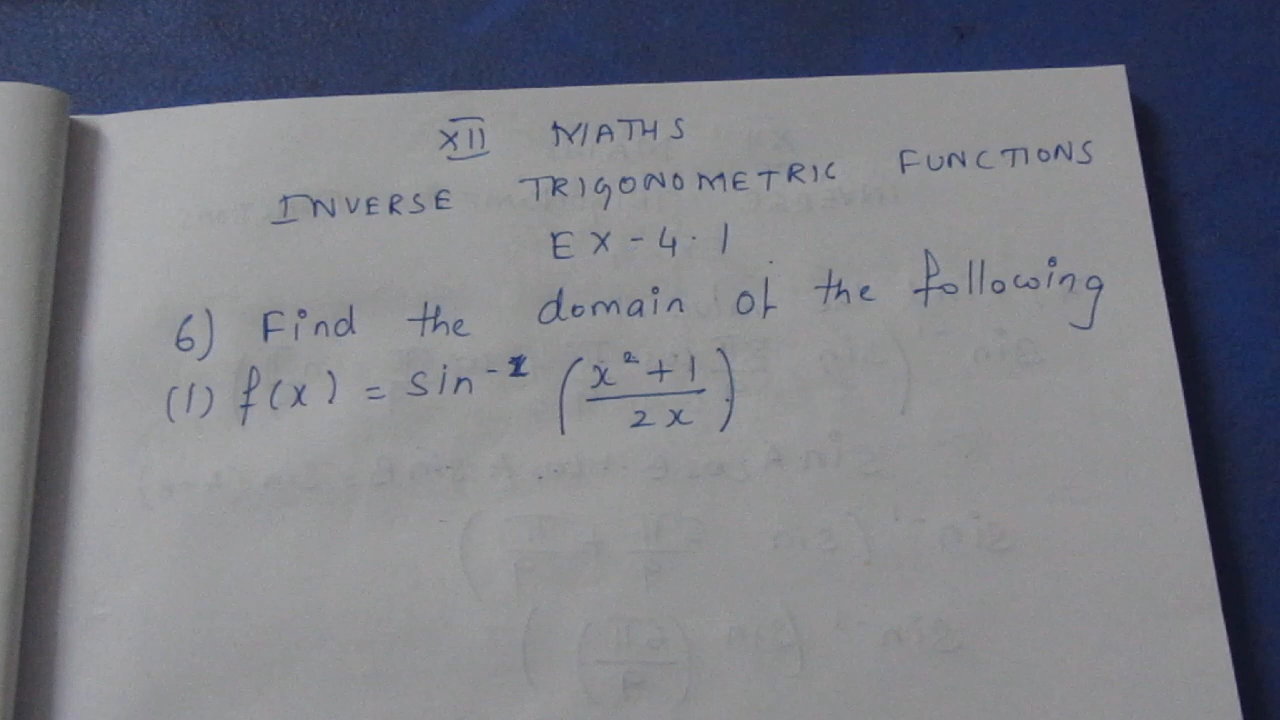 XII MATHS
INVERSE TRIGONOMETRIC FUNCTIONS
EX-4.1
6) Find the domain of the following
(1) f(x) = sin⁻¹ (x²+1 / 2x)